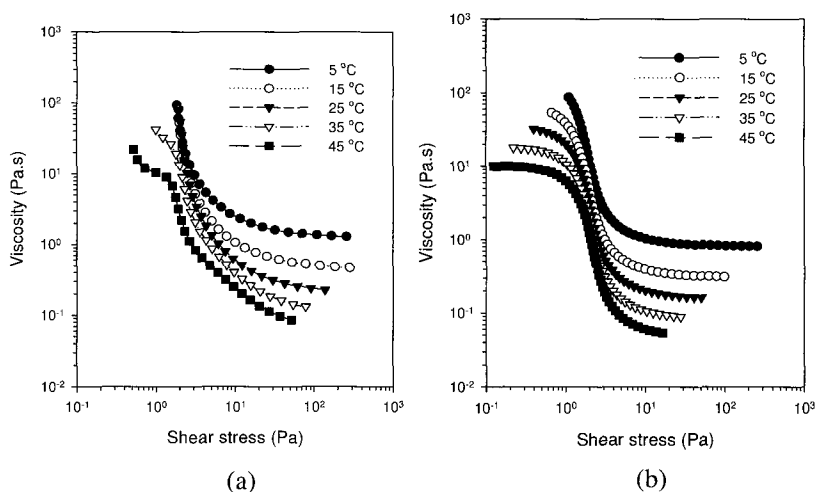 (a)
10³
10²
10¹
10⁰
10⁻¹
10⁻²
Viscosity (Pa.s)
5 °C
15 °C
25 °C
35 °C
45 °C
10⁻¹ 10⁰ 10¹ 10² 10³
Shear stress (Pa)
(a)
(b)
10³
10²
10¹
10⁰
10⁻¹
10⁻²
Viscosity (Pa.s)
5 °C
15 °C
25 °C
35 °C
45 °C
10⁻¹ 10⁰ 10¹ 10² 10³
Shear stress (Pa)
(b)